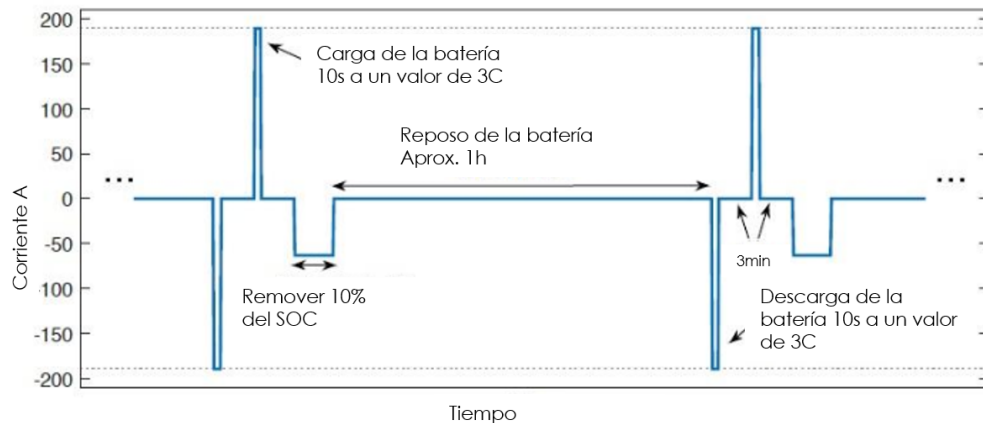 200
150
100
50
0
-50
-100
-150
-200
Corriente A
Tiempo
Carga de la batería
10s a un valor de 3C
Reposo de la batería
Aprox. 1h
Remover 10%
del SOC
3min
Descarga de la
batería 10s a un valor
de 3C
...
...